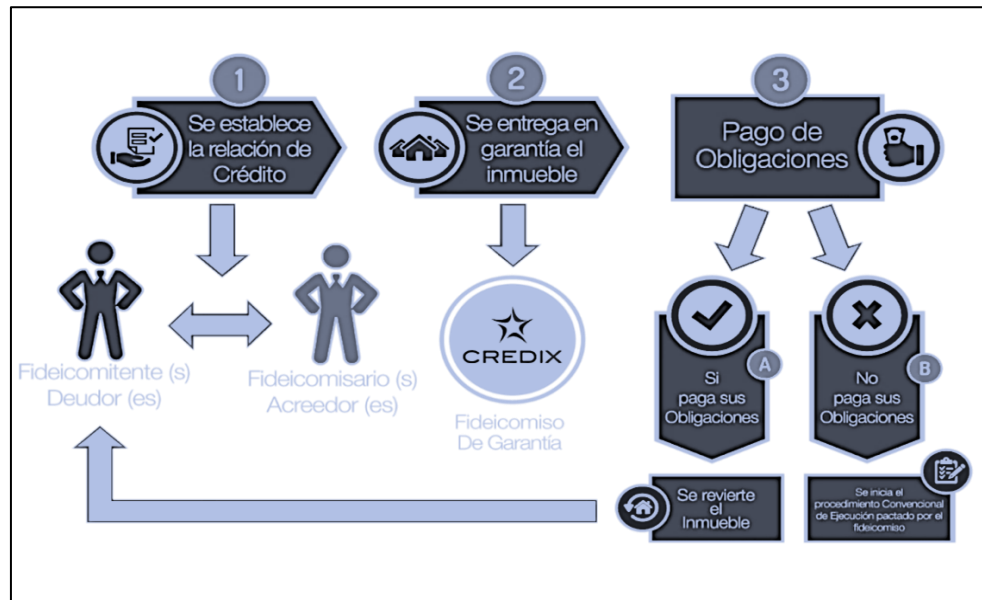 1
Se establece
la relación de
Crédito
2
Se entrega en
garantía el
inmueble
3
Pago de
Obligaciones
Fideicomitente (s)
Deudor (es)
Fideicomisario (s)
Acreedor (es)
CREDIX
Fideicomiso
De Garantía
A
Si
paga sus
Obligaciones
B
No
paga sus
Obligaciones
Se revierte
el
Inmueble
Se inicia el
procedimiento Convencional
de Ejecución pactado por el
fideicomiso